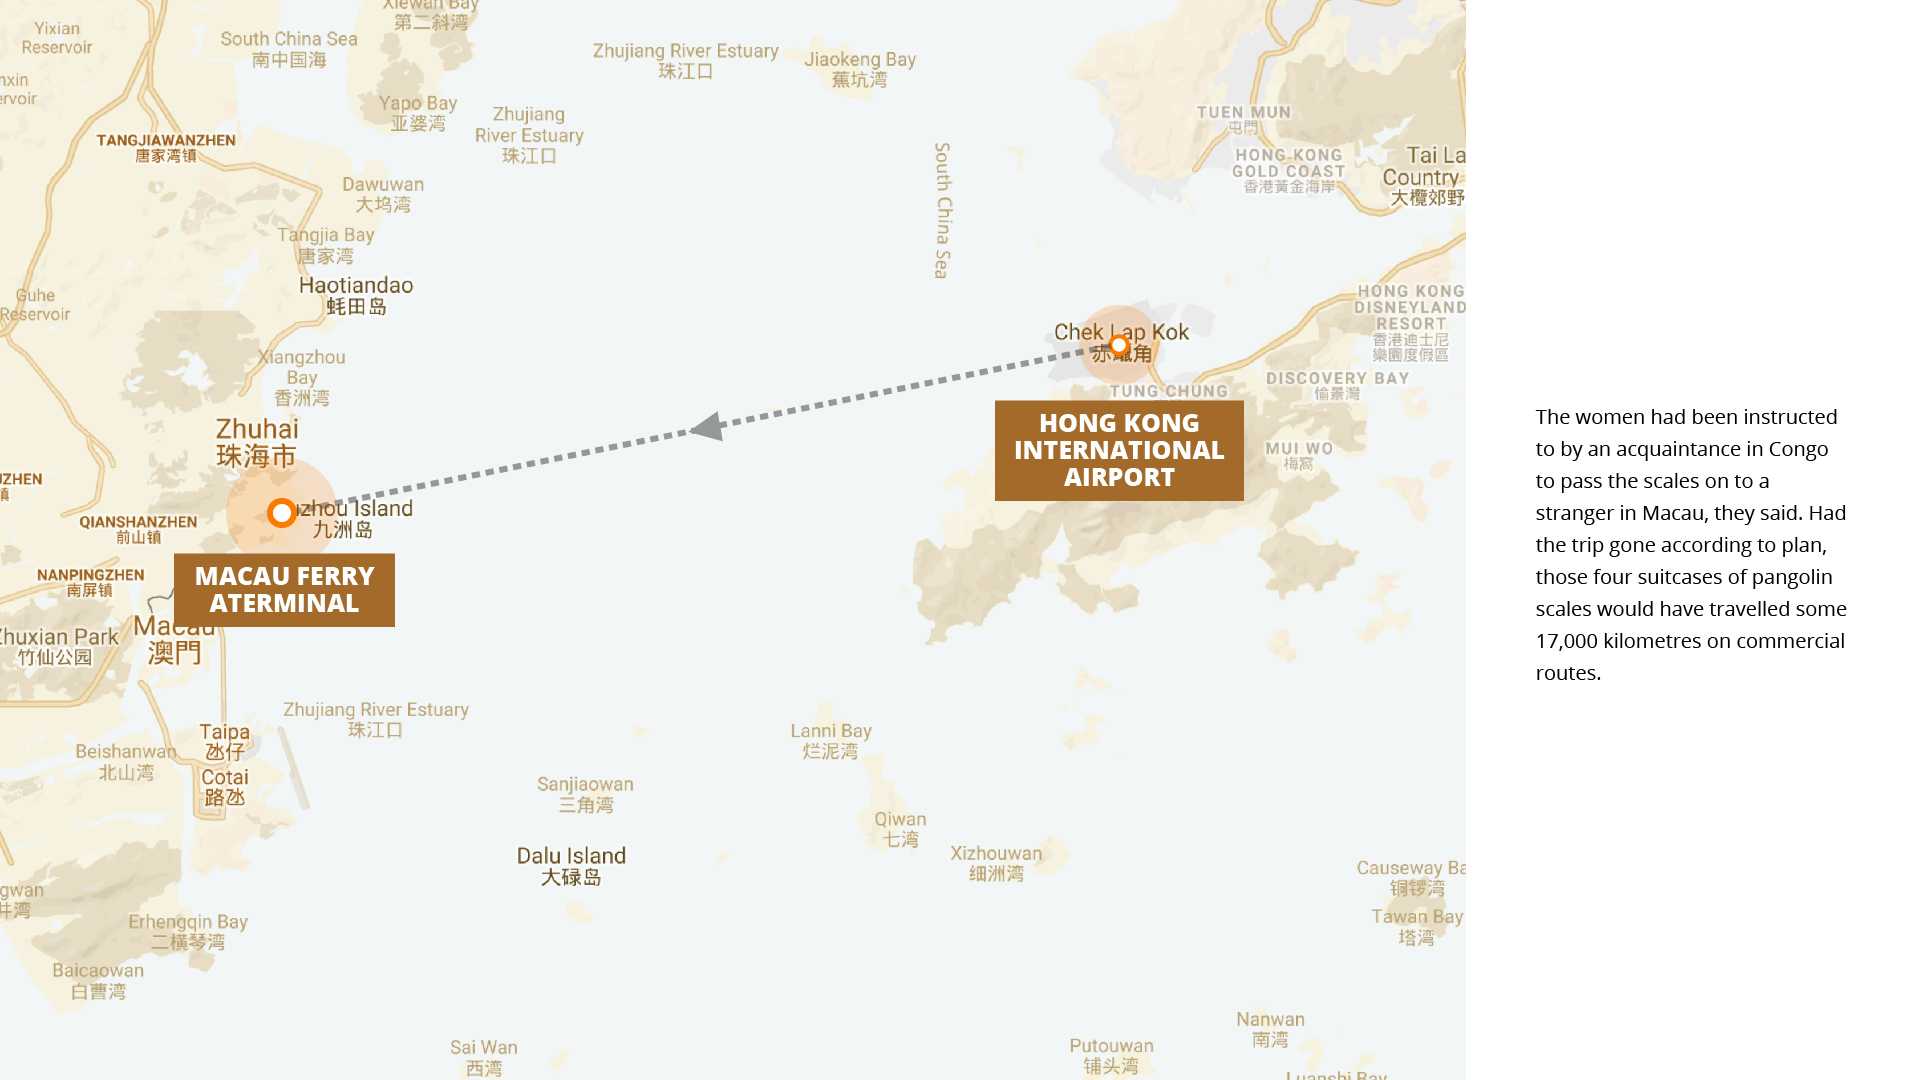 Xiewan Bay
第二斜湾
Yixian
Reservoir
South China Sea
南中国海
Zhujiang River Estuary
珠江口
Jiaokeng Bay
蕉坑湾
nxin
ervoir
Yapo Bay
亚婆湾
Zhujiang
River Estuary
珠江口
TUEN MUN
屯門
TANGJIAWANZHEN
唐家湾镇
HONG KONG
GOLD COAST
香港黃金海岸
Tai La
Country
大欖郊野
South China Sea
Dawuwan
大坞湾
Tangjia Bay
唐家湾
Haotiandao
蚝田岛
Guhe
Reservoir
HONG KONG
DISNEYLAND
RESORT
香港迪士尼
樂園度假區
Chek Lap Kok
赤鱲角
Xiangzhou
Bay
香洲湾
TUNG CHUNG
DISCOVERY BAY
愉景灣
HONG KONG
INTERNATIONAL
AIRPORT
Zhuhai
珠海市
MUI WO
梅窩
UZHEN
镇
uzhou Island
九洲岛
QIANSHANZHEN
前山镇
MACAU FERRY
ATERMINAL
NANPINGZHEN
南屏镇
Macau
澳門
Zhuxian Park
竹仙公园
Zhujiang River Estuary
珠江口
Taipa
氹仔
Beishanwan
北山湾
Cotai
路氹
Lanni Bay
烂泥湾
Sanjiaowan
三角湾
Qiwan
七湾
Dalu Island
大碌岛
Xizhouwan
细洲湾
Causeway Ba
铜锣湾
Tawan Bay
塔湾
gwan
井湾
Erhengqin Bay
二横琴湾
Baicaowan
白曹湾
Nanwan
南湾
Sai Wan
西湾
Putouwan
铺头湾
Luanshi Bay
The women had been instructed
to by an acquaintance in Congo
to pass the scales on to a
stranger in Macau, they said. Had
the trip gone according to plan,
those four suitcases of pangolin
scales would have travelled some
17,000 kilometres on commercial
routes.